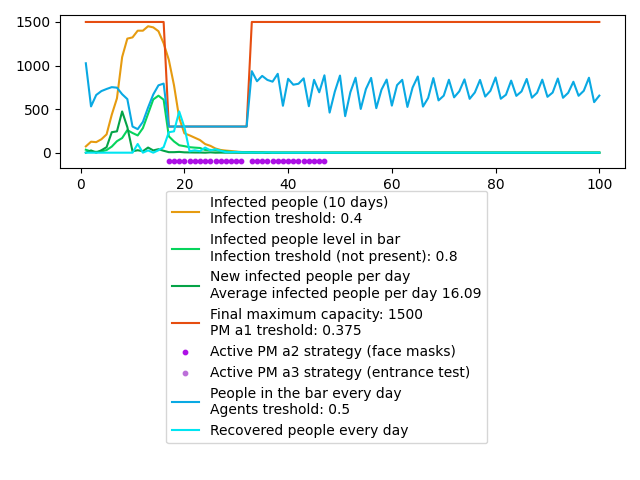 1500
1000
500
0
0 20 40 60 80 100
Infected people (10 days)
Infection treshold: 0.4
Infected people level in bar
Infection treshold (not present): 0.8
New infected people per day
Average infected people per day 16.09
Final maximum capacity: 1500
PM a1 treshold: 0.375
Active PM a2 strategy (face masks)
Active PM a3 strategy (entrance test)
People in the bar every day
Agents treshold: 0.5
Recovered people every day